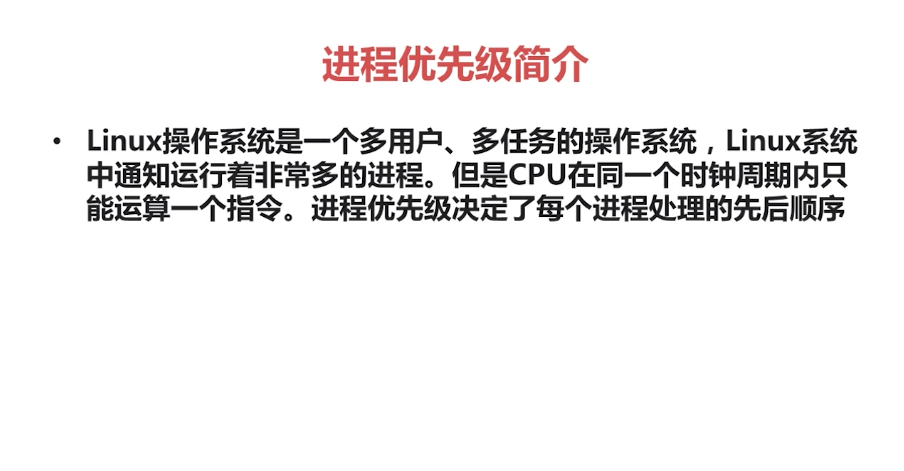 进程优先级简介
• Linux操作系统是一个多用户、多任务的操作系统，Linux系统
中通知运行着非常多的进程。但是CPU在同一个时钟周期内只
能运算一个指令。进程优先级决定了每个进程处理的先后顺序